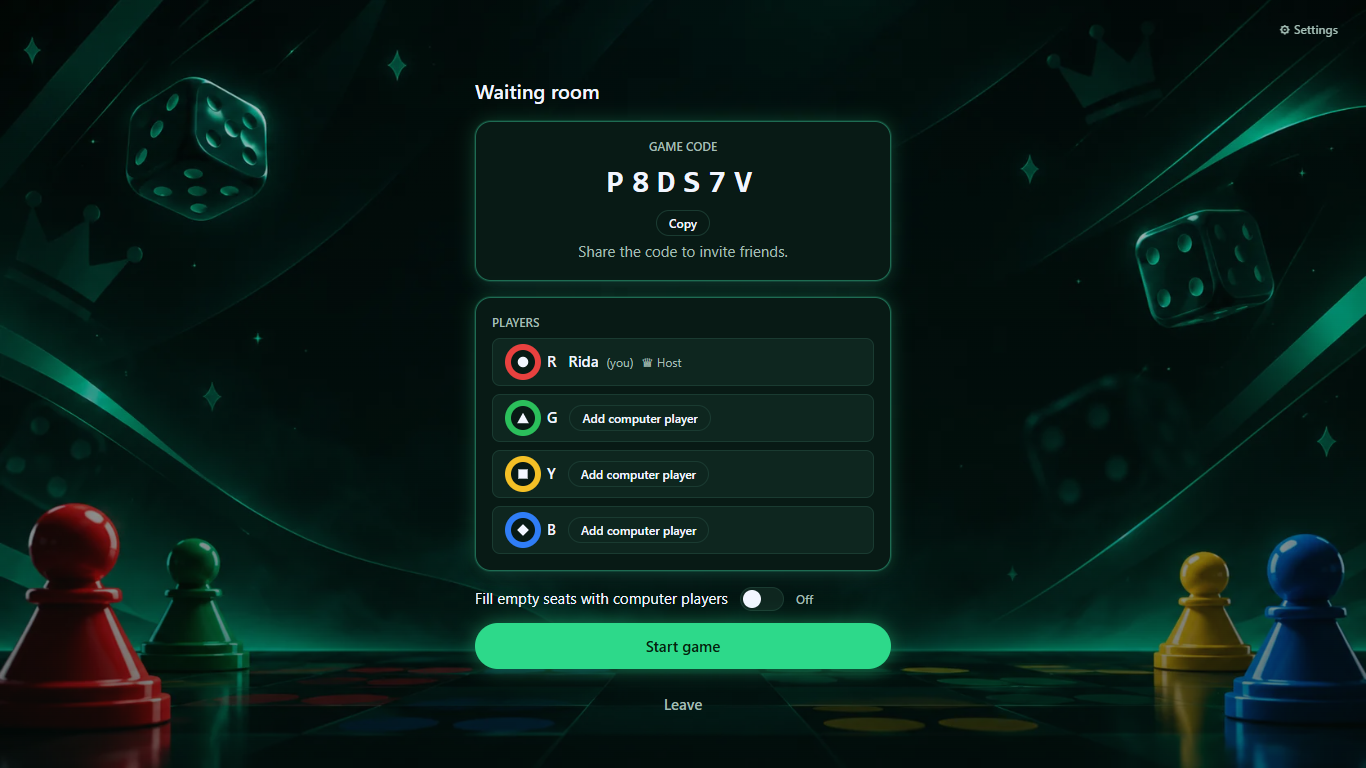 ⚙ Settings
Waiting room
GAME CODE
P8DS7V
Copy
Share the code to invite friends.
PLAYERS
R Rida (you) ♛ Host
G Add computer player
Y Add computer player
B Add computer player
Fill empty seats with computer players Off
Start game
Leave